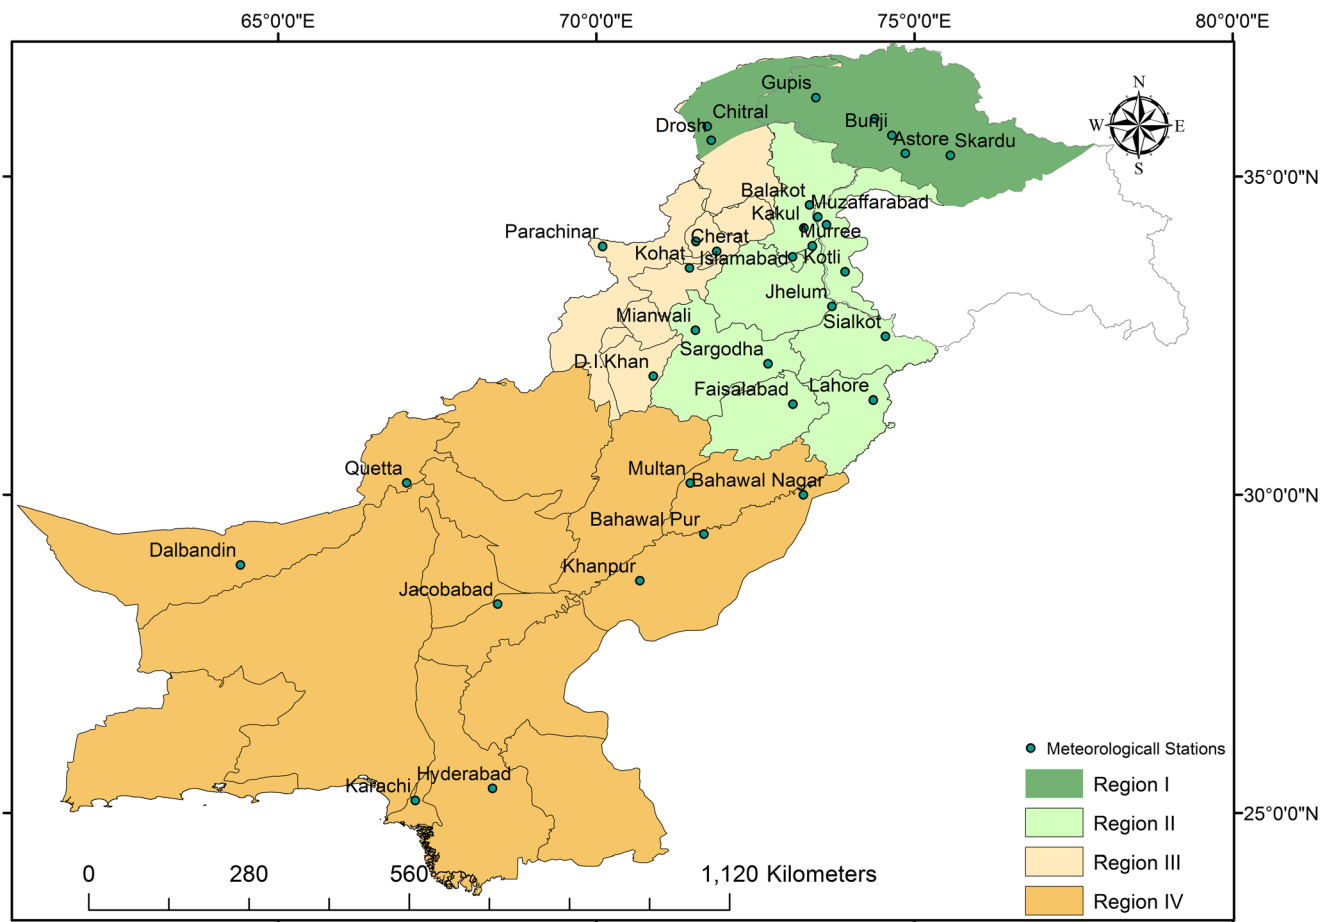 65°0'0"E
70°0'0"E
75°0'0"E
80°0'0"E
Gupis
Chitral
Drosh
Bunji
Astore
Skardu
N
W
E
S
35°0'0"N
Balakot
Muzaffarabad
Kakul
Murree
Parachinar
Cherat
Kohat
Islamabad
Kotli
Jhelum
Mianwali
Sialkot
Sargodha
D.I.Khan
Faisalabad
Lahore
Quetta
Multan
Bahawal Nagar
30°0'0"N
Bahawal Pur
Dalbandin
Khanpur
Jacobabad
Hyderabad
Karachi
25°0'0"N
Meteorologicall Stations
Region I
Region II
Region III
Region IV
0
280
560
1,120 Kilometers